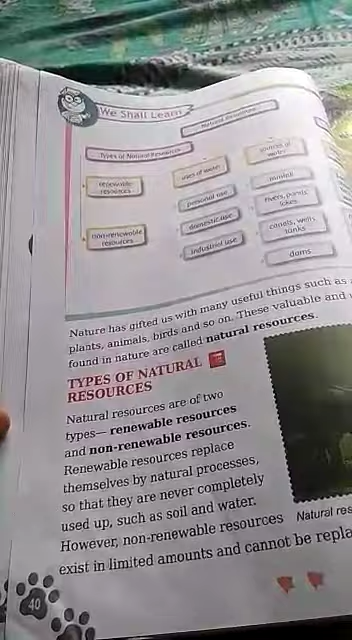 We Shall Learn
Natural Resources
Types of Natural Resources
renewable
resources
non-renewable
resources
uses of water
personal use
domestic use
industrial use
sources of
water
rainfall
rivers, ponds,
lakes
canals, wells,
tanks
dams
Nature has gifted us with many useful things such as
plants, animals, birds and so on. These valuable and
found in nature are called natural resources.
TYPES OF NATURAL
RESOURCES
Natural resources are of two
types— renewable resources
and non-renewable resources.
Renewable resources replace
themselves by natural processes,
so that they are never completely
used up, such as soil and water.
However, non-renewable resources
exist in limited amounts and cannot be repla
Natural res
40